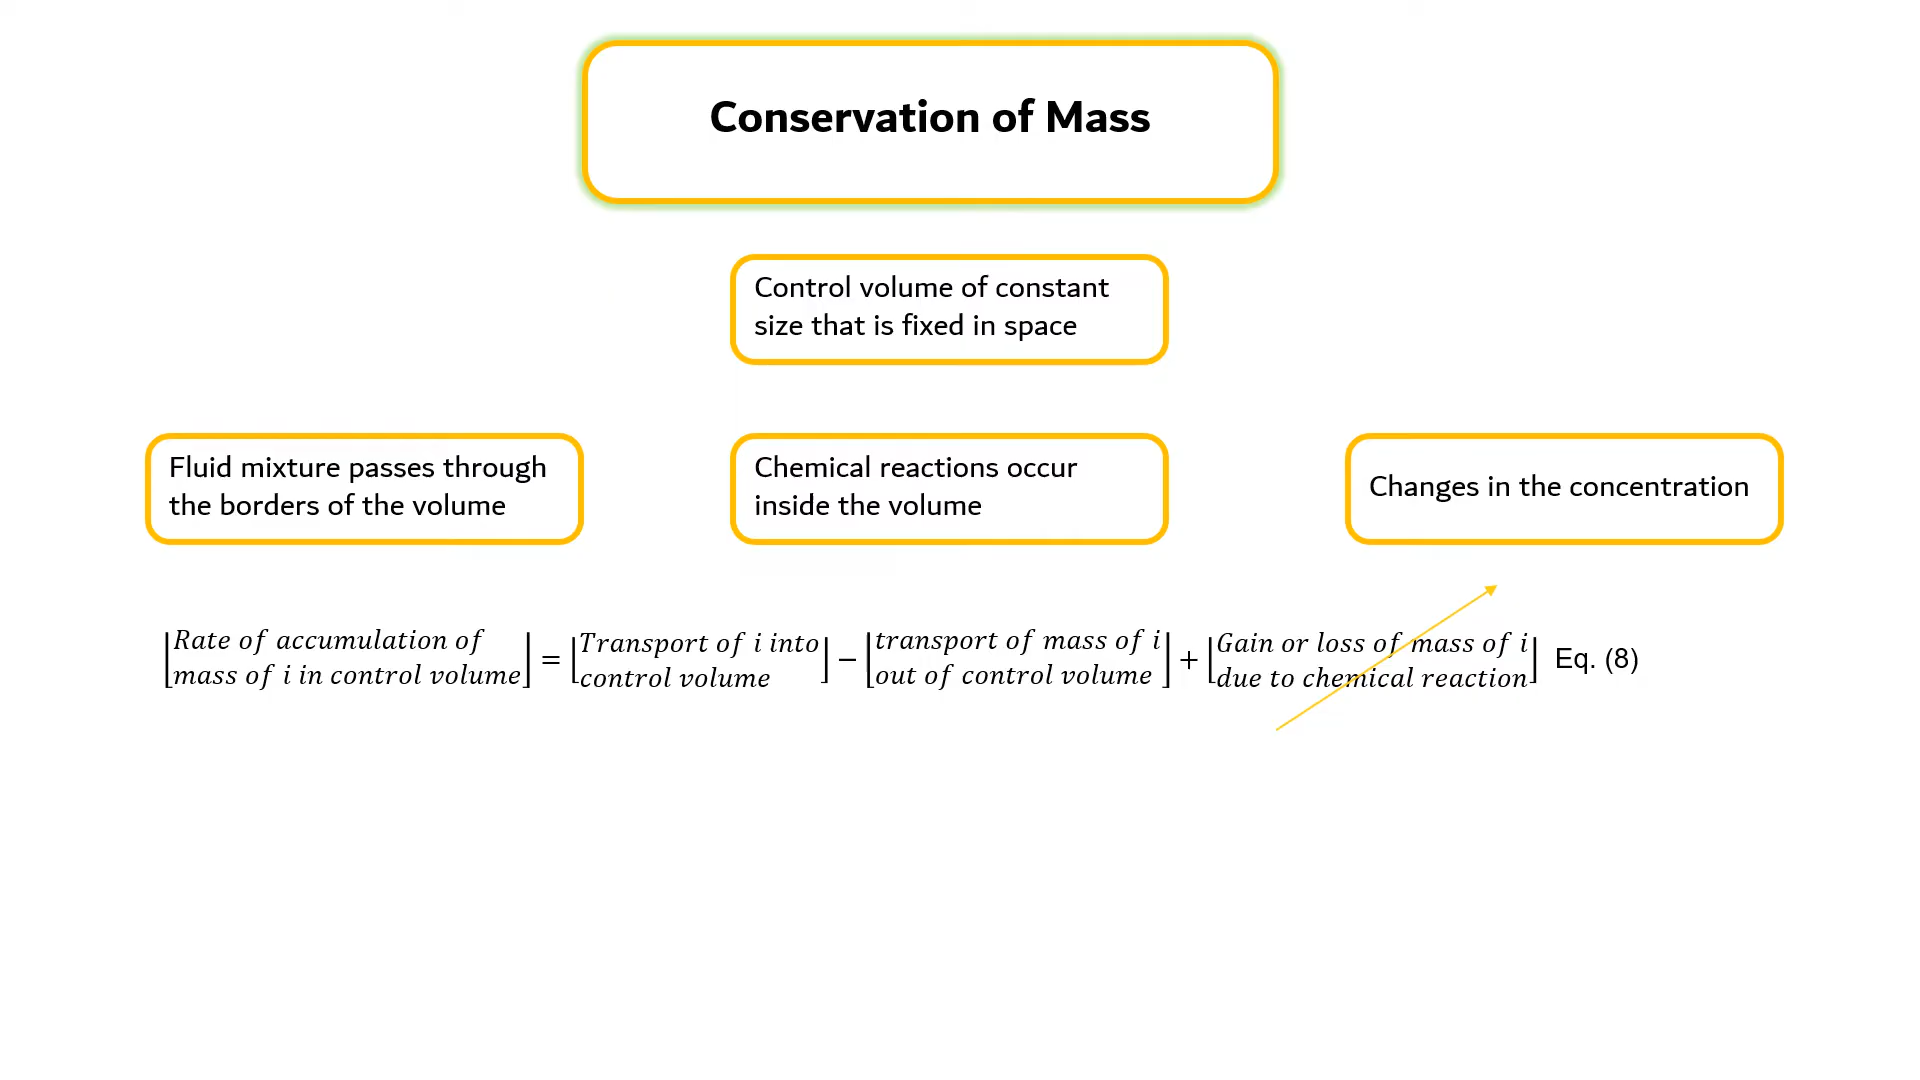 Conservation of Mass
Control volume of constant
size that is fixed in space
Fluid mixture passes through
the borders of the volume
Chemical reactions occur
inside the volume
Changes in the concentration
⌊Rate of accumulation of
mass of i in control volume⌋ = ⌊Transport of i into
control volume⌋ − ⌊transport of mass of i
out of control volume⌋ + ⌊Gain or loss of mass of i
due to chemical reaction⌋ Eq. (8)